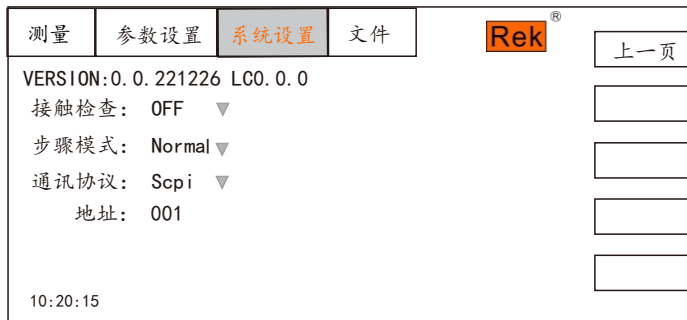 测量 参数设置 系统设置 文件 Rek ®
上一页
VERSION:0.0.221226 LC0.0.0
接触检查: OFF ▼
步骤模式: Normal ▼
通讯协议: Scpi ▼
地址: 001
10:20:15